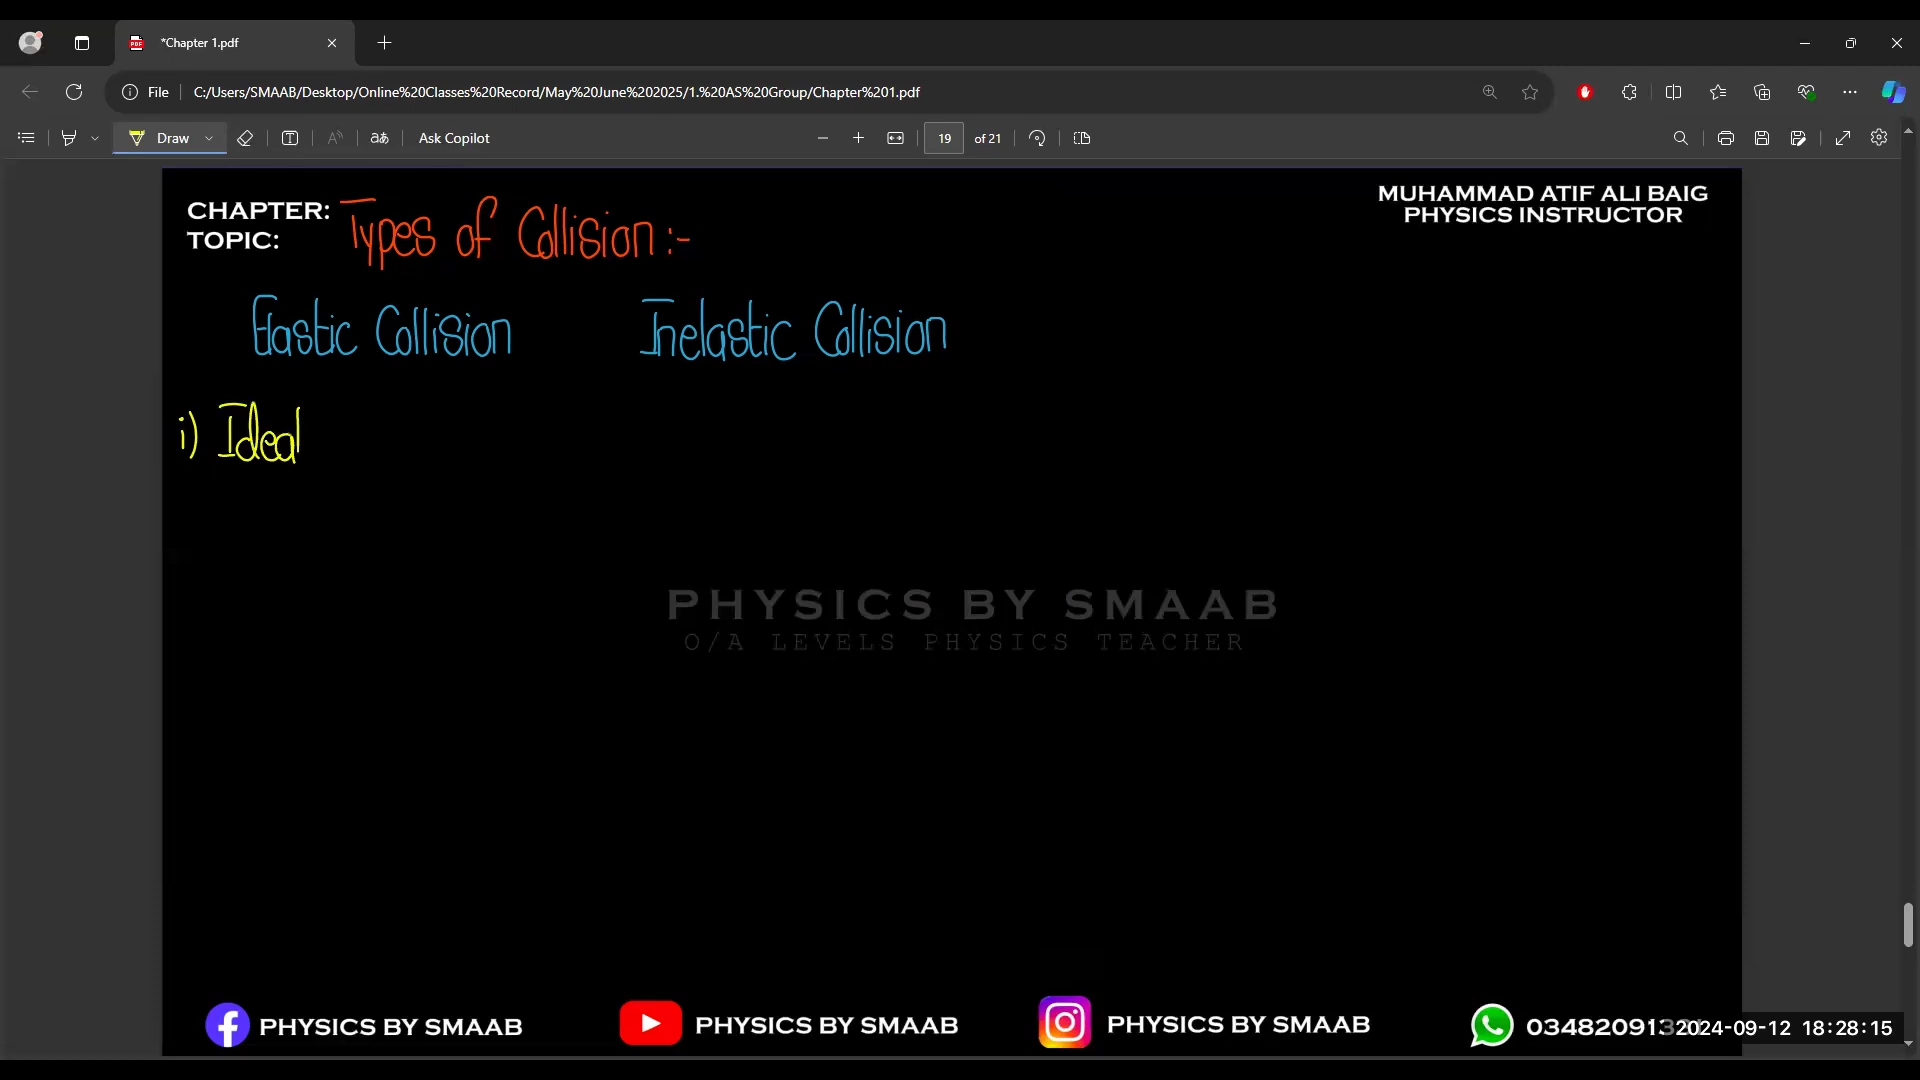 *Chapter 1.pdf
File C:/Users/SMAAB/Desktop/Online%20Classes%20Record/May%20June%202025/1.%20AS%20Group/Chapter%201.pdf
Draw aあ Ask Copilot 19 of 21
CHAPTER:
TOPIC:
Types of Collision :-
MUHAMMAD ATIF ALI BAIG
PHYSICS INSTRUCTOR
Elastic Collision Inelastic Collision
i) Ideal
PHYSICS BY SMAAB
O/A LEVELS PHYSICS TEACHER
PHYSICS BY SMAAB PHYSICS BY SMAAB PHYSICS BY SMAAB
2024-09-12 18:28:15